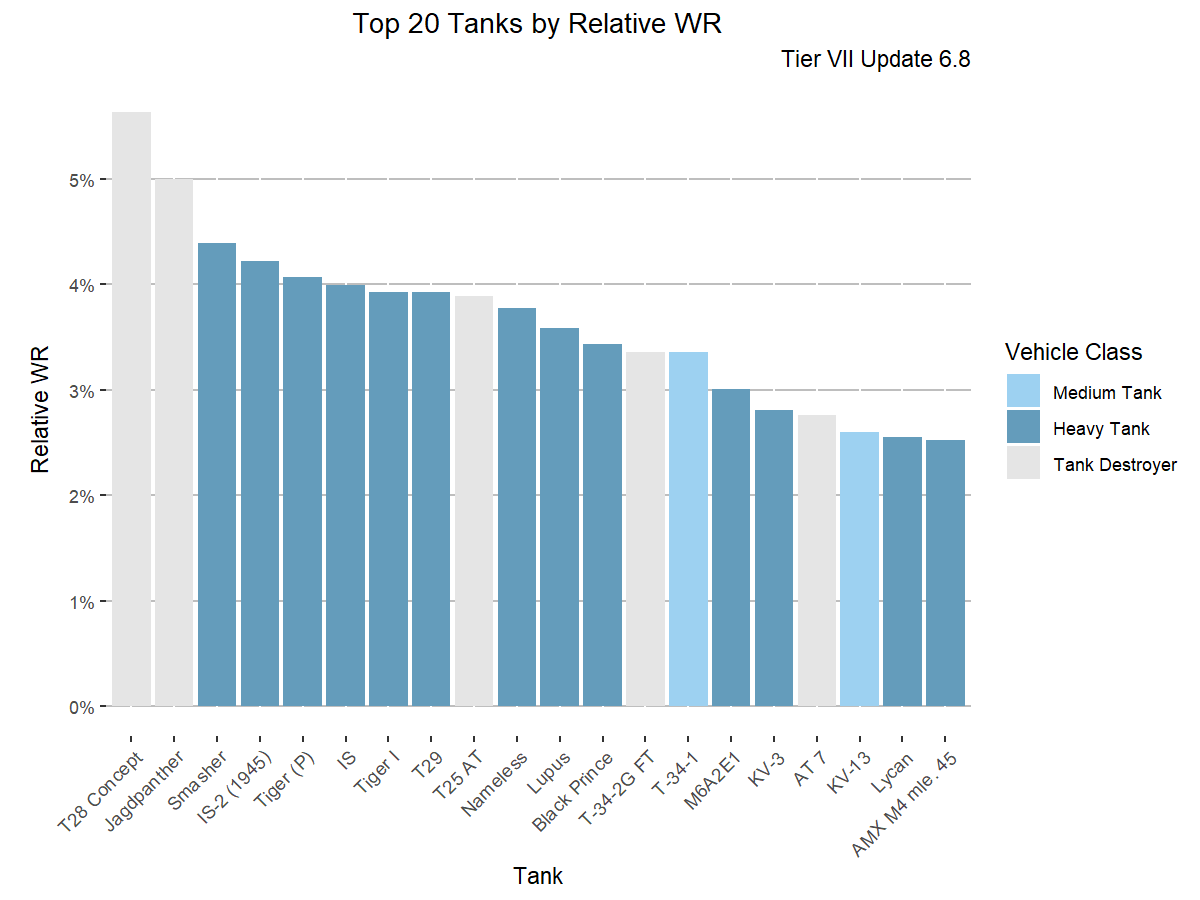 Top 20 Tanks by Relative WR
Tier VII Update 6.8
Relative WR
5%
4%
3%
2%
1%
0%
T28 Concept
Jagdpanther
Smasher
IS-2 (1945)
Tiger (P)
IS
Tiger I
T29
T25 AT
Nameless
Lupus
Black Prince
T-34-2G FT
T-34-1
M6A2E1
KV-3
AT 7
KV-13
Lycan
AMX M4 mle. 45
Tank
Vehicle Class
Medium Tank
Heavy Tank
Tank Destroyer